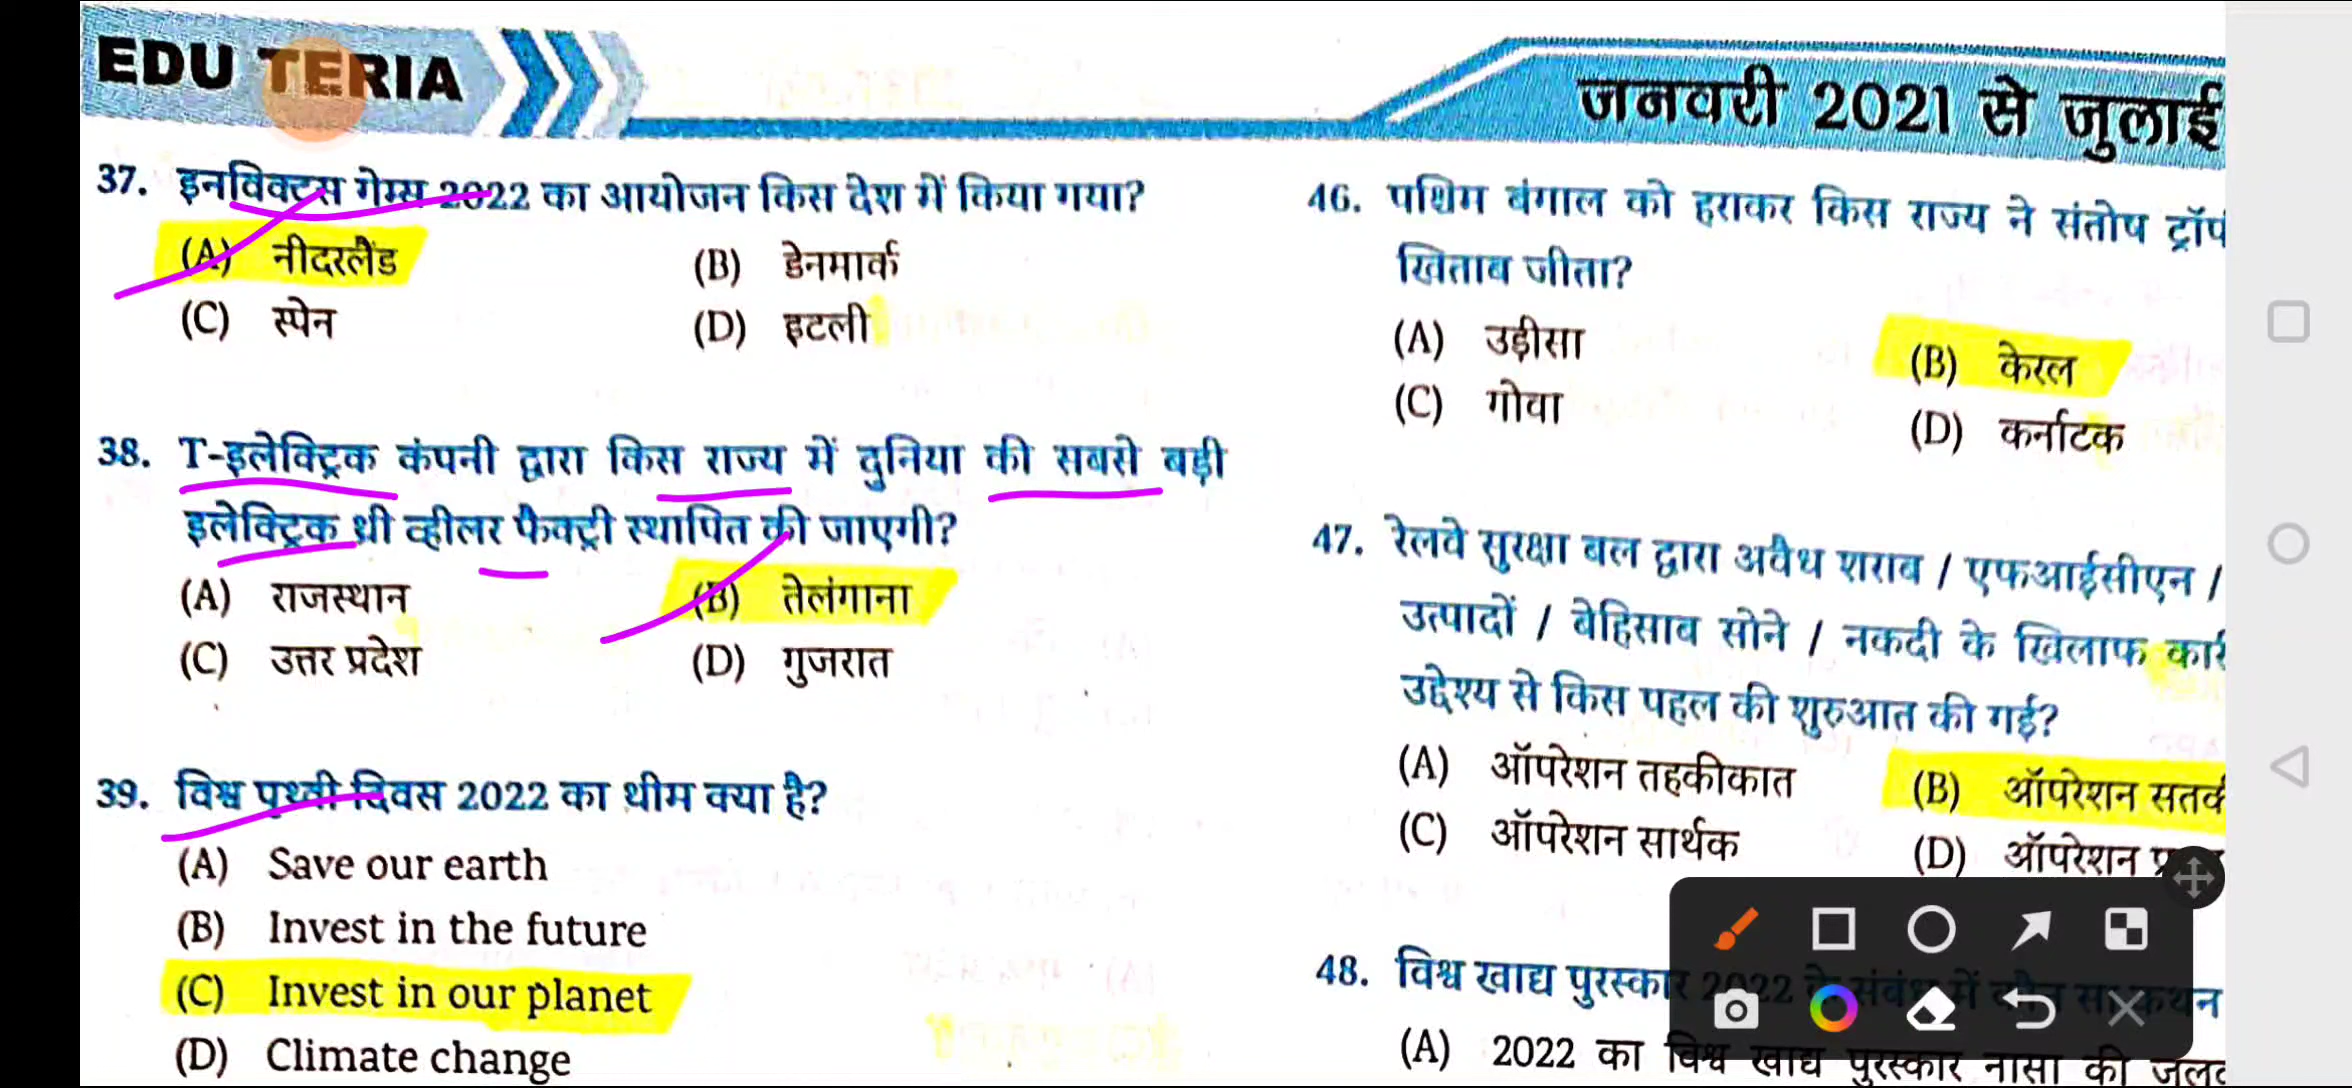 EDU TERIA
जनवरी 2021 से जुलाई
37. इनविक्टस गेम्स 2022 का आयोजन किस देश में किया गया?
(A) नीदरलैंड
(B) डेनमार्क
(C) स्पेन
(D) इटली
38. T-इलेक्ट्रिक कंपनी द्वारा किस राज्य में दुनिया की सबसे बड़ी
इलेक्ट्रिक थ्री व्हीलर फैक्ट्री स्थापित की जाएगी?
(A) राजस्थान
(B) तेलंगाना
(C) उत्तर प्रदेश
(D) गुजरात
39. विश्व पृथ्वी दिवस 2022 का थीम क्या है?
(A) Save our earth
(B) Invest in the future
(C) Invest in our planet
(D) Climate change
46. पश्चिम बंगाल को हराकर किस राज्य ने संतोष
खिताब जीता?
(A) उड़ीसा
(B) केरल
(C) गोवा
(D) कर्नाटक
47. रेलवे सुरक्षा बल द्वारा अवैध शराब / एफआईसीएन /
उत्पादों / बेहिसाब सोने / नकदी के खिलाफ
उद्देश्य से किस पहल की शुरुआत की गई?
(A) ऑपरेशन तहकीकात
(B) ऑपरेशन
(C) ऑपरेशन सार्थक
(D) ऑपरेशन
48. विश्व खाद्य पुरस्कार 2022 के संबंध में कौन सा कथन
(A) 2022 का विश्व खाद्य पुरस्कार नासा की